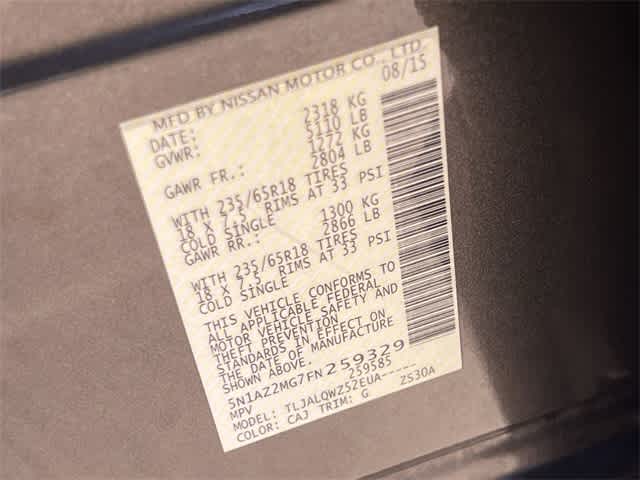 MFD BY NISSAN MOTOR CO., LTD.
DATE: 08/15
GVWR: 2318 KG
5110 LB
GAWR FR.: 1272 KG
2804 LB
WITH 235/65R18 TIRES
18 X 7.5 RIMS AT 33 PSI
COLD SINGLE
GAWR RR.: 1300 KG
2866 LB
WITH 235/65R18 TIRES
18 X 7.5 RIMS AT 33 PSI
COLD SINGLE
THIS VEHICLE CONFORMS TO
ALL APPLICABLE FEDERAL
MOTOR VEHICLE SAFETY AND
THEFT PREVENTION
STANDARDS IN EFFECT ON
THE DATE OF MANUFACTURE
SHOWN ABOVE.
5N1AZ2MG7FN259329
MPV 259585
MODEL: TLJALQWZ52EUA-----
COLOR: CAJ TRIM: G Z530A